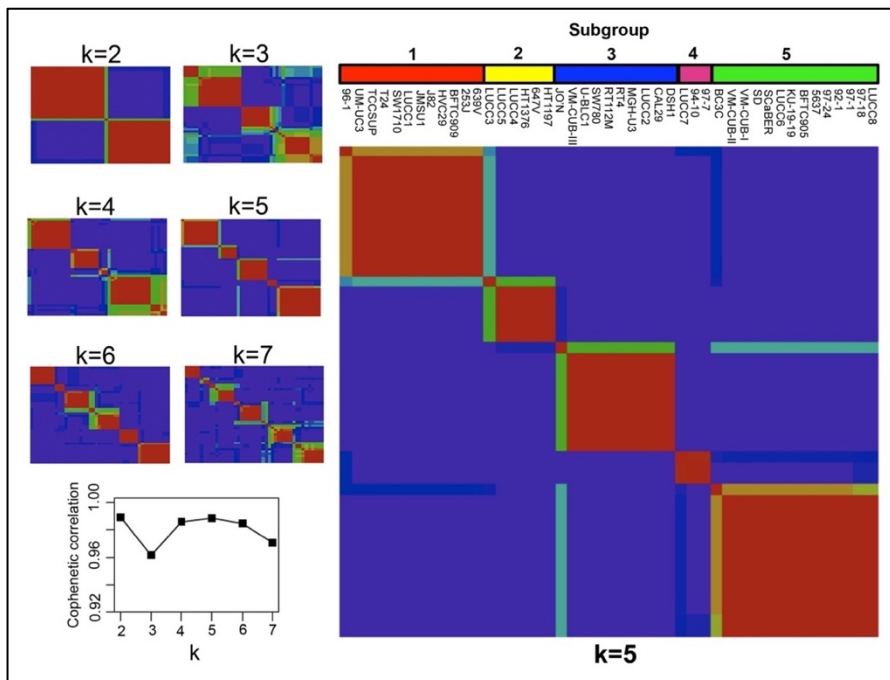 k=2
k=3
k=4
k=5
k=6
k=7
Cophenetic correlation
1.00
0.96
0.92
2 3 4 5 6 7
k
Subgroup
1 2 3 4 5
96-1
UM-UC3
TCCSUP
T24
SW1710
LUCC1
JMSU1
J82
HVC29
BFTC909
253J
639V
LUCC3
LUCC5
LUCC4
HT1376
647V
HT1197
VM-CUB-III
U-BLC1
SW780
RT112M
RT4
MGH-U3
LUCC2
CAL29
DSH1
LUCC7
94-10
97-7
BC3C
VM-CUB-II
VM-CUB-I
SD
SCaBER
LUCC6
KU-19-19
BFTC905
5637
97-24
92-1
97-1
97-18
LUCC8
k=5